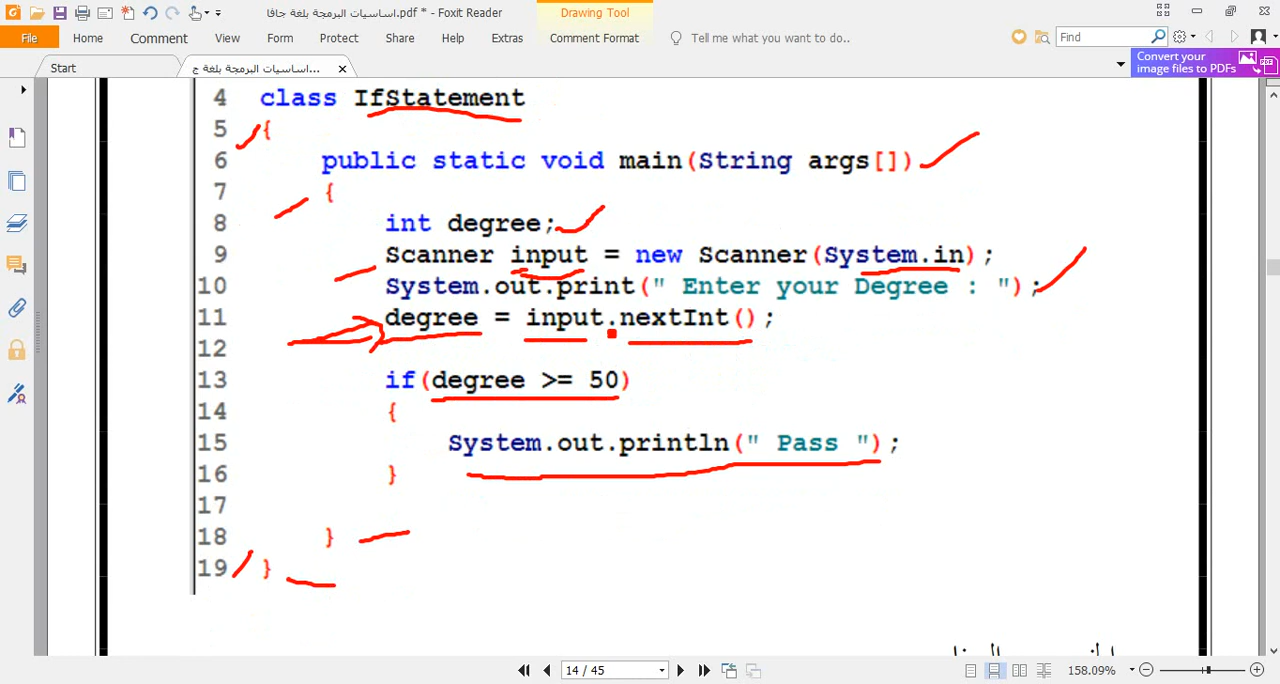 اساسيات البرمجة بلغة جافا.pdf * - Foxit Reader
Drawing Tool
File Home Comment View Form Protect Share Help Extras Comment Format Tell me what you want to do.. Find
Start
اساسيات البرمجة بلغة ج...
Convert your
image files to PDFs
4 class IfStatement
5 {
6 public static void main(String args[])
7 {
8 int degree;
9 Scanner input = new Scanner(System.in);
10 System.out.print(" Enter your Degree : ");
11 degree = input.nextInt();
12
13 if(degree >= 50)
14 {
15 System.out.println(" Pass ");
16 }
17
18 }
19 }
14 / 45
158.09%